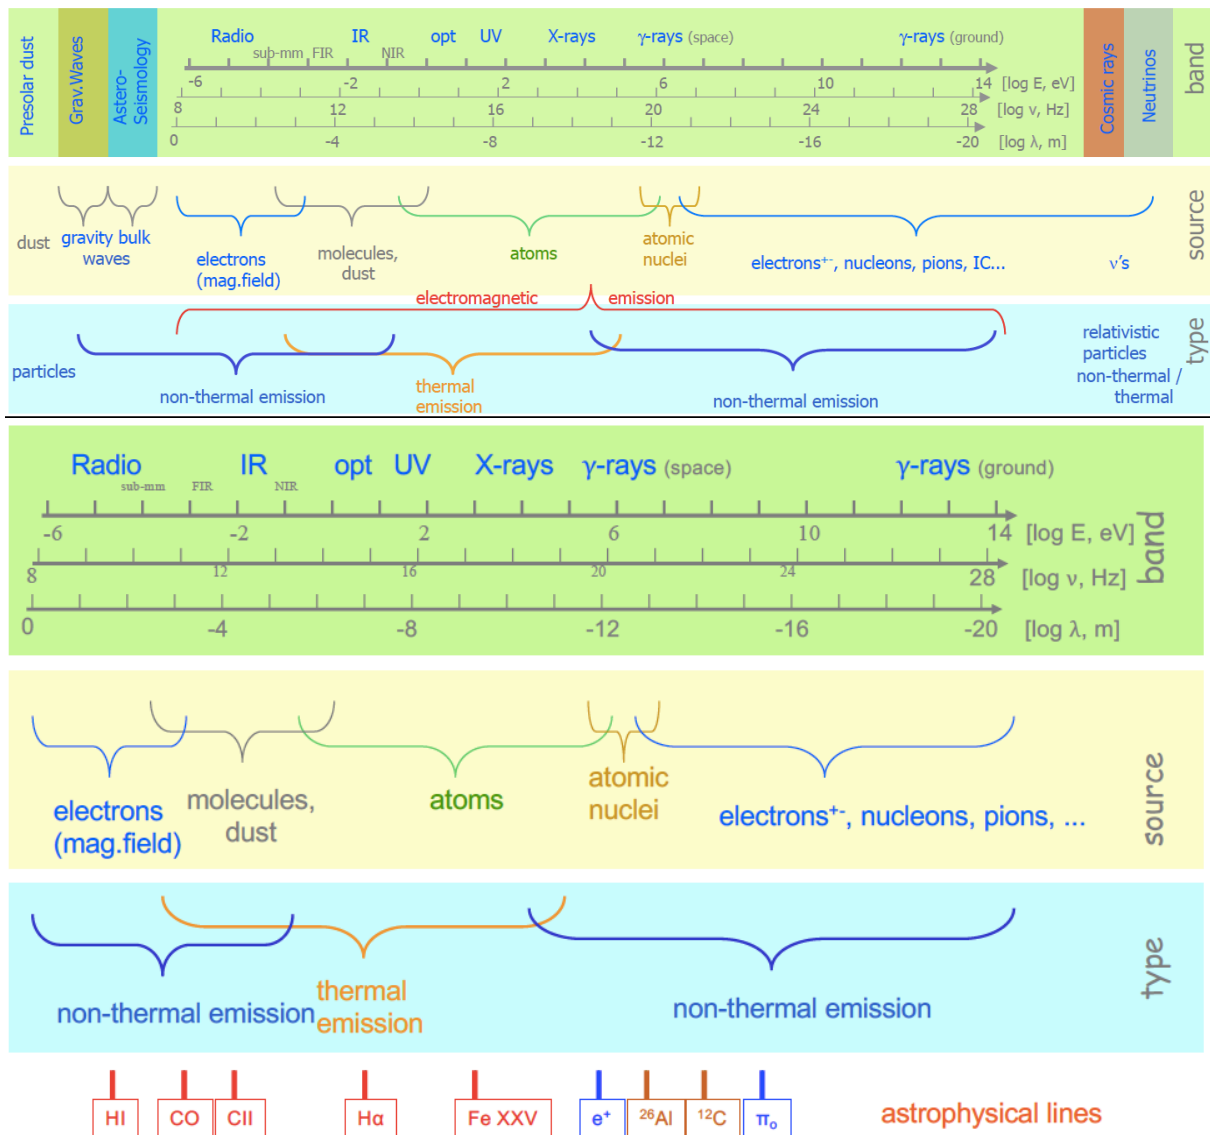 Presolar dust
Grav.Waves
Astero-
Seismology
Radio IR opt UV X-rays γ-rays (space) γ-rays (ground)
sub-mm FIR NIR
-6 -2 2 6 10 14 [log E, eV]
8 12 16 20 24 28 [log ν, Hz]
0 -4 -8 -12 -16 -20 [log λ, m]
Cosmic rays
Neutrinos
band
dust
gravity bulk
waves
electrons
(mag.field)
molecules,
dust
atoms
atomic
nuclei
electrons⁺⁻, nucleons, pions, IC...
ν's
source
electromagnetic emission
particles
non-thermal emission
thermal
emission
non-thermal emission
relativistic
particles
non-thermal /
thermal
type
Radio IR opt UV X-rays γ-rays (space) γ-rays (ground)
sub-mm FIR NIR
-6 -2 2 6 10 14 [log E, eV]
8 12 16 20 24 28 [log ν, Hz]
0 -4 -8 -12 -16 -20 [log λ, m]
band
electrons
(mag.field)
molecules,
dust
atoms
atomic
nuclei
electrons⁺⁻, nucleons, pions, ...
source
non-thermal emission
thermal
emission
non-thermal emission
type
HI CO CII Hα Fe XXV e⁺ ²⁶Al ¹²C π₀ astrophysical lines